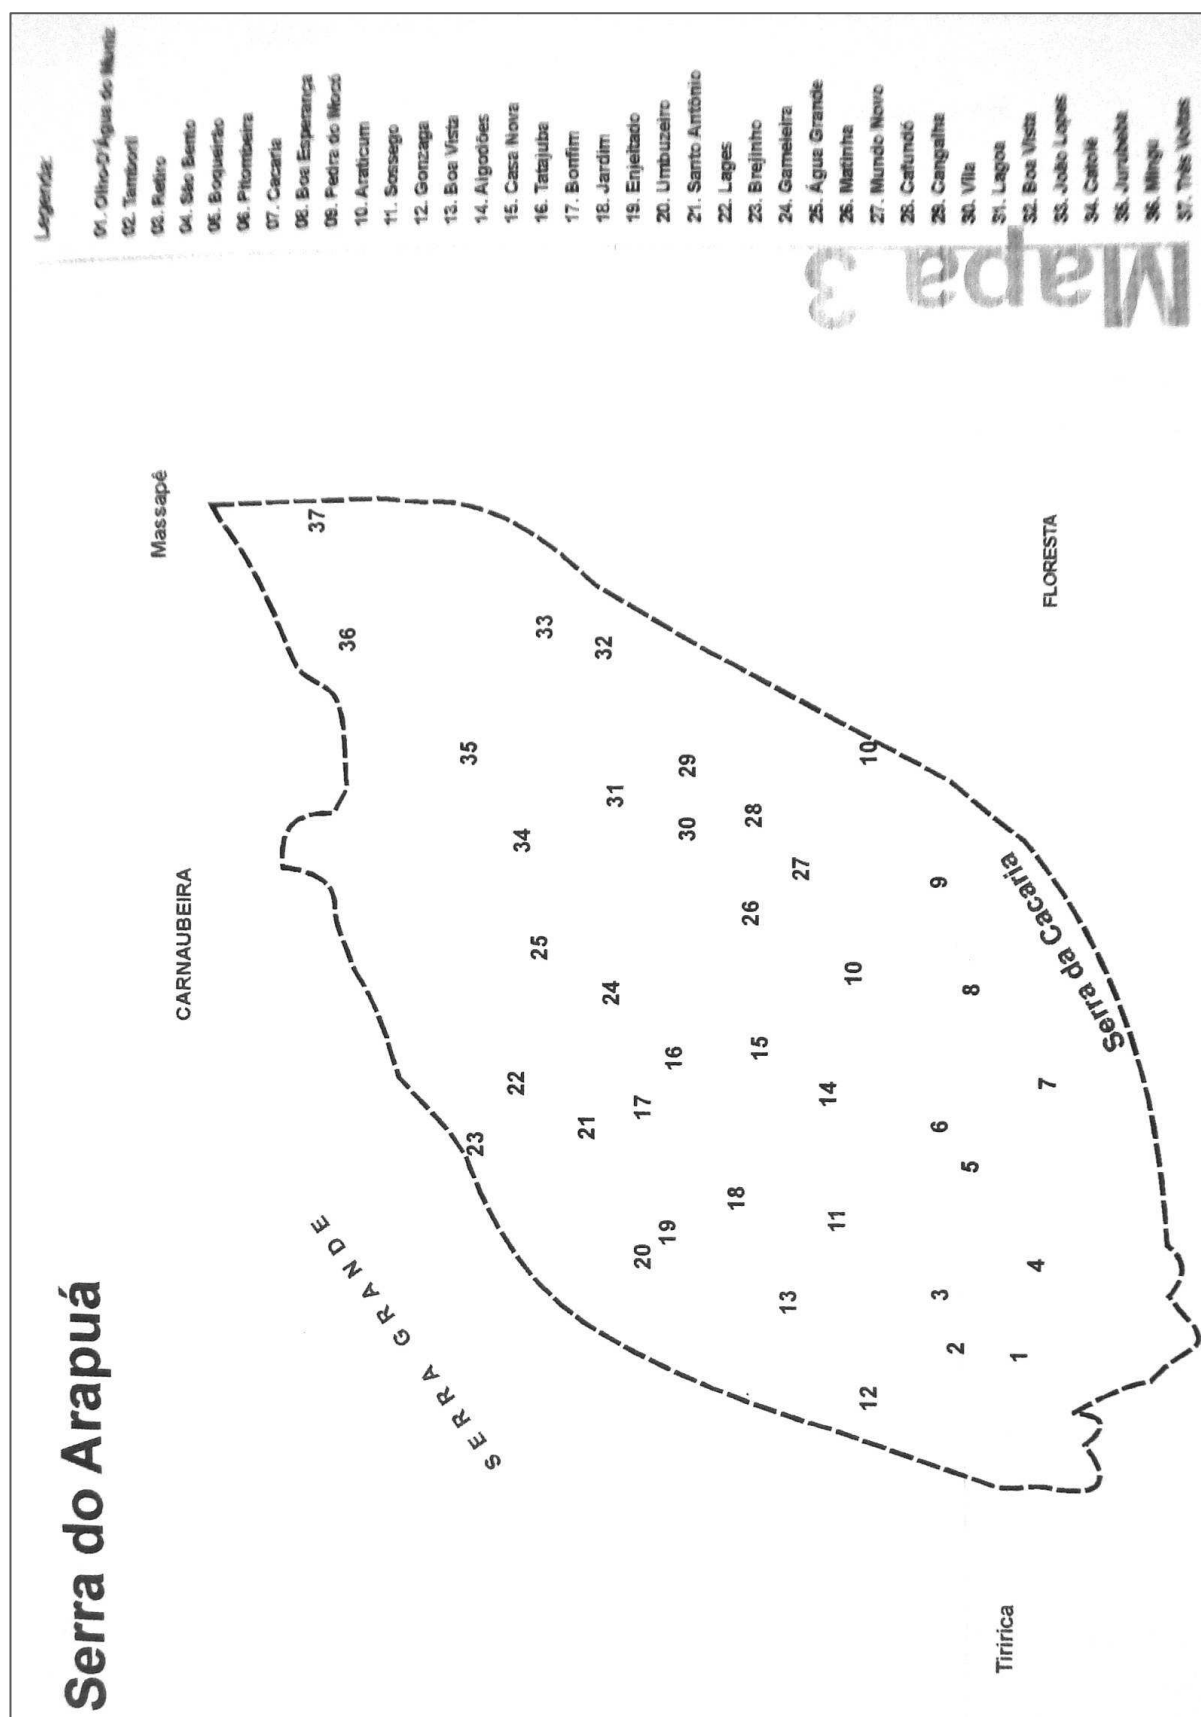 Serra do Arapuá
Massapê
CARNAUBEIRA
SERRA GRANDE
FLORESTA
Tiririca
Serra da Cacaria
37
36
33
32
35
29
10
31
34
30
28
27
9
26
25
10
24
8
16
15
22
14
7
17
21
6
23
5
18
11
19
20
4
13
3
2
1
12
Mapa 3
Legenda:
01. Olho-D'Água do Muniz
02. Tamboril
03. Retiro
04. São Bento
05. Boqueirão
06. Pitombeira
07. Cacaria
08. Boa Esperança
09. Pedra do Mocó
10. Araticum
11. Sossego
12. Gonzaga
13. Boa Vista
14. Algodões
15. Casa Nova
16. Tatajuba
17. Bonfim
18. Jardim
19. Enjeitado
20. Umbuzeiro
21. Santo Antônio
22. Lages
23. Brejinho
24. Gameleira
25. Água Grande
26. Matinha
27. Mundo Novo
28. Cafundó
29. Cangalha
30. Vila
31. Lagoa
32. Boa Vista
33. João Lopes
34. Catolé
35. Jurubeba
36. Minga
37. Três Voltas